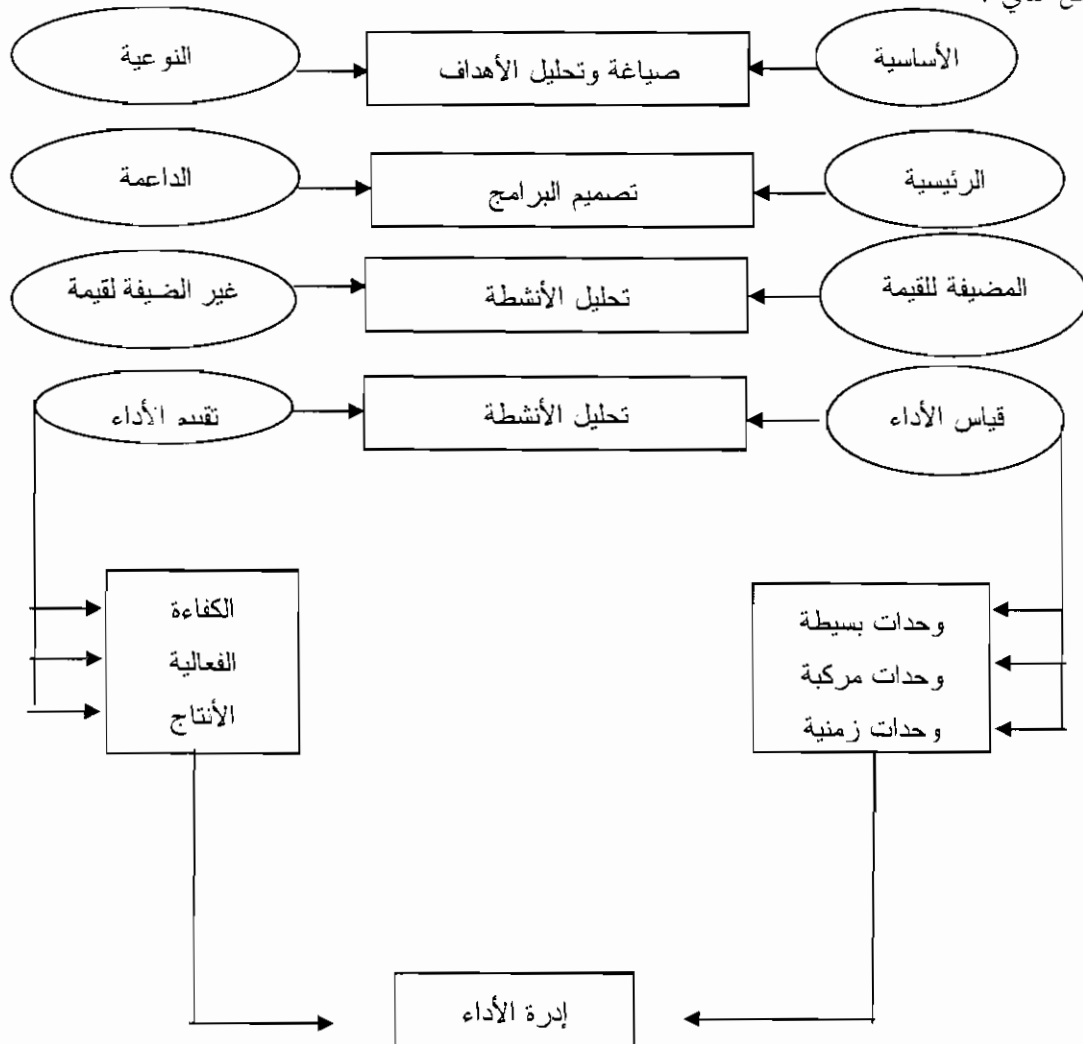 الأساسية
صياغة وتحليل الأهداف
النوعية
الرئيسية
تصميم البرامج
الداعمة
المضيفة للقيمة
تحليل الأنشطة
غير الضيفة لقيمة
قياس الأداء
تحليل الأنشطة
تقييم الأداء
وحدات بسيطة
وحدات مركبة
وحدات زمنية
الكفاءة
الفعالية
الأنتاج
إدرة الأداء